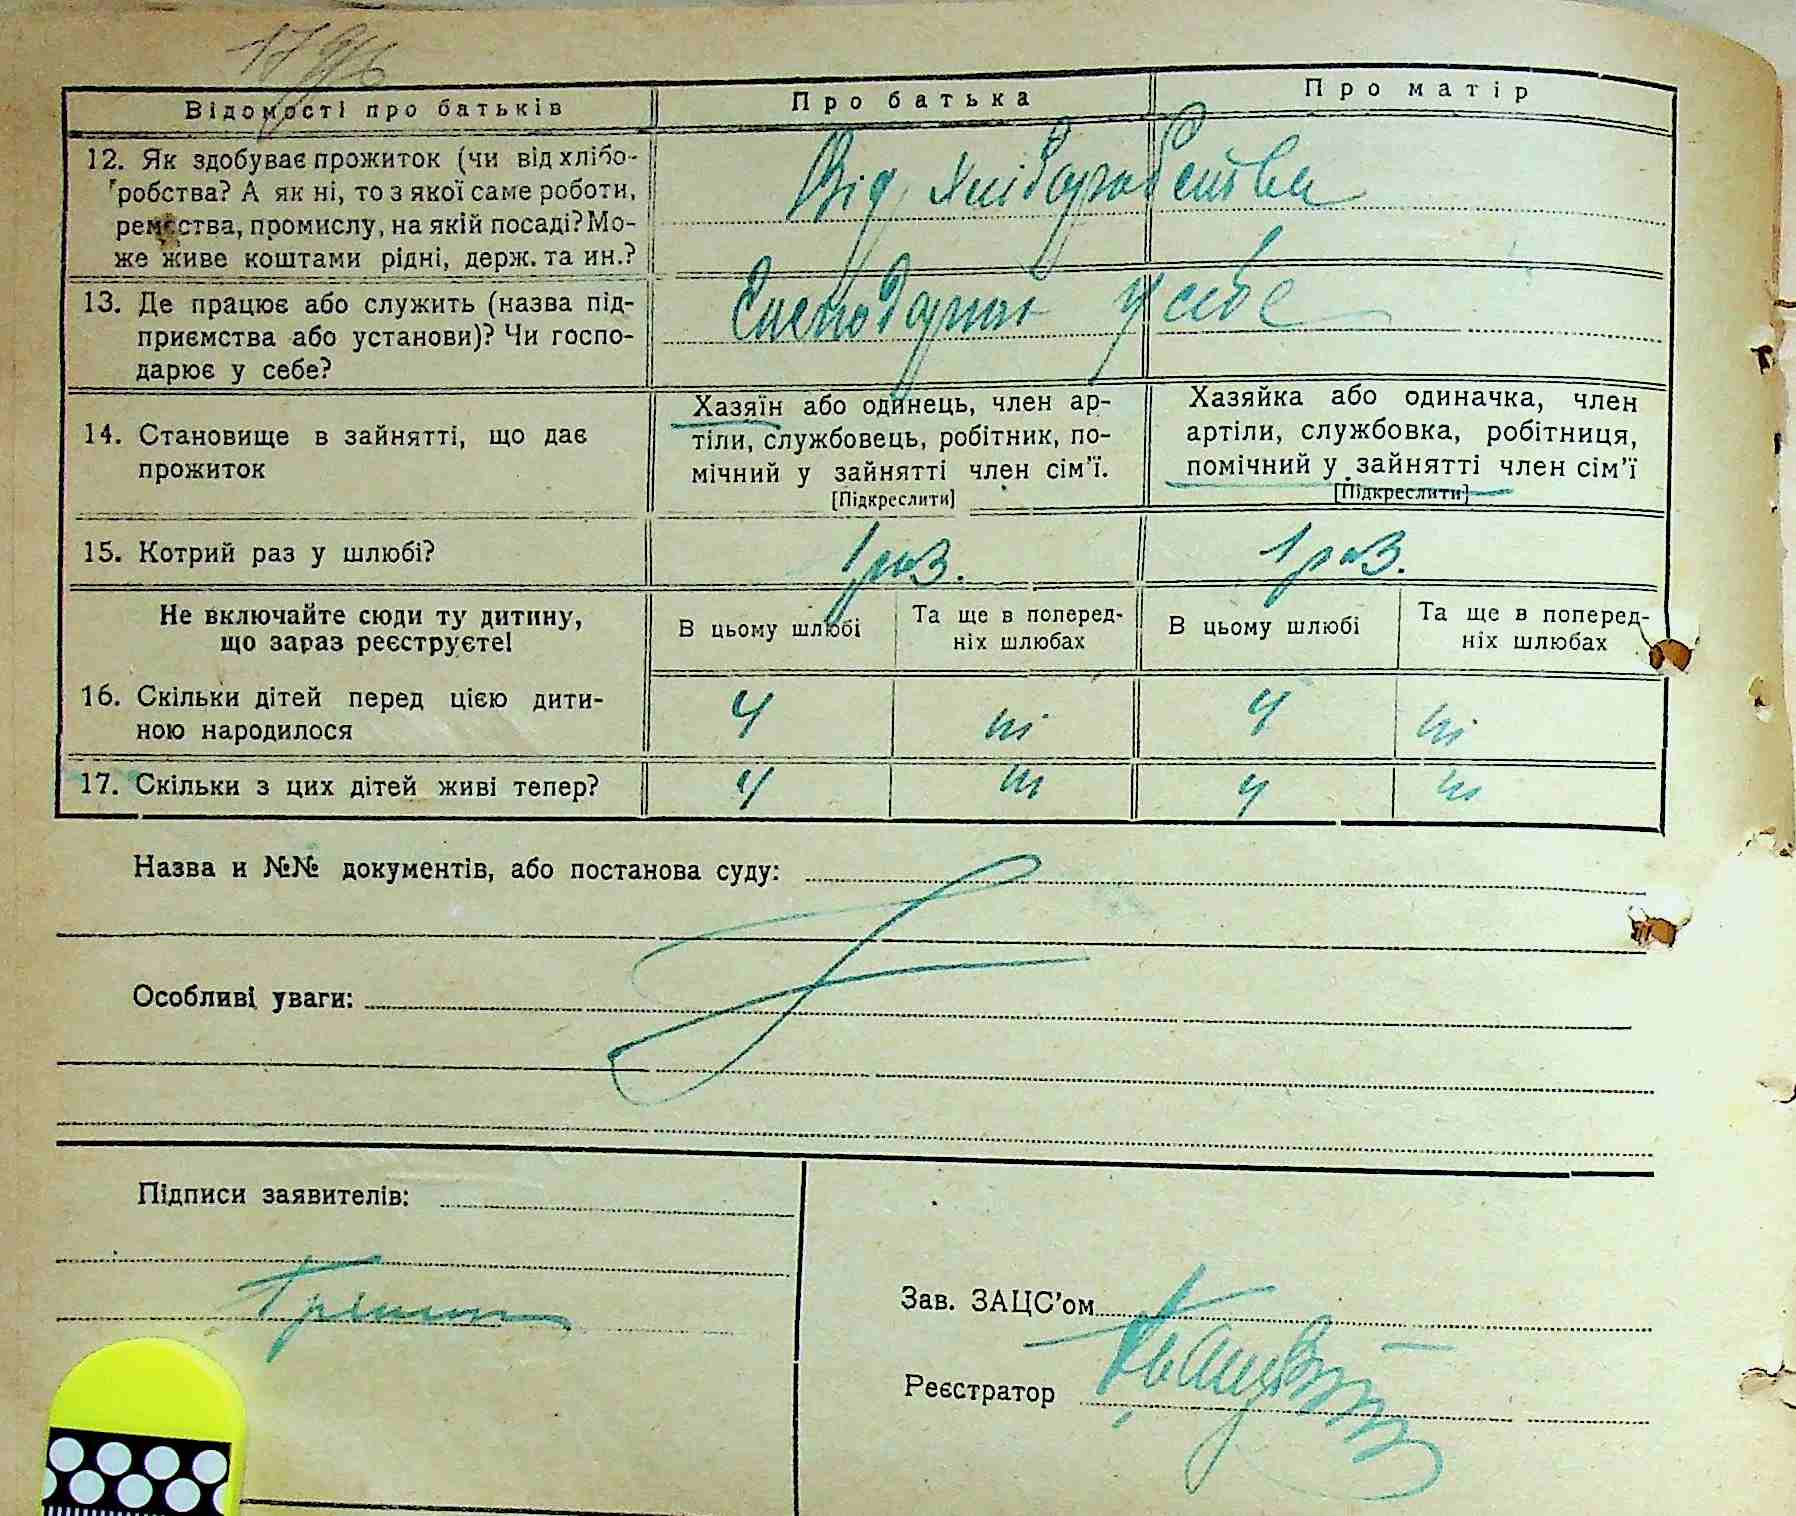 Відомості про батьків
Про батька
Про матір
12. Як здобуває прожиток (чи від хлібо-
робства? А як ні, то з якої саме роботи,
ремества, промислу, на якій посаді? Мо-
же живе коштами рідні, держ. та ин.?
Від хліборобства
13. Де працює або служить (назва під-
приємства або установи)? Чи госпо-
дарює у себе?
у себе
14. Становище в зайнятті, що дає
прожиток
Хазяїн або одинець, член ар-
тіли, службовець, робітник, по-
мічний у зайнятті член сім'ї.
[Підкреслити]
Хазяйка або одиначка, член
артіли, службовка, робітниця,
помічний у зайнятті член сім'ї
[Підкреслити]
15. Котрий раз у шлюбі?
1 раз.
1 раз.
Не включайте сюди ту дитину,
що зараз реєструєте!
В цьому шлюбі
Та ще в поперед-
ніх шлюбах
В цьому шлюбі
Та ще в поперед-
ніх шлюбах
16. Скільки дітей перед цією дити-
ною народилося
4
ні
4
ні
17. Скільки з цих дітей живі тепер?
4
ні
4
ні
Назва и №№ документів, або постанова суду:
Особливі уваги:
Підписи заявителів:
Зав. ЗАЦС'ом
Реєстратор